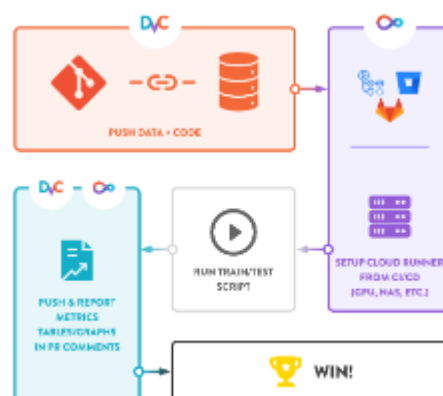 DVC
PUSH DATA + CODE
SETUP CLOUD RUNNER
FROM CI/CD
(GPU, NAS, ETC.)
RUN TRAIN/TEST
SCRIPT
DVC
PUSH & REPORT
METRICS
TABLES/GRAPHS
IN PR COMMENTS
WIN!